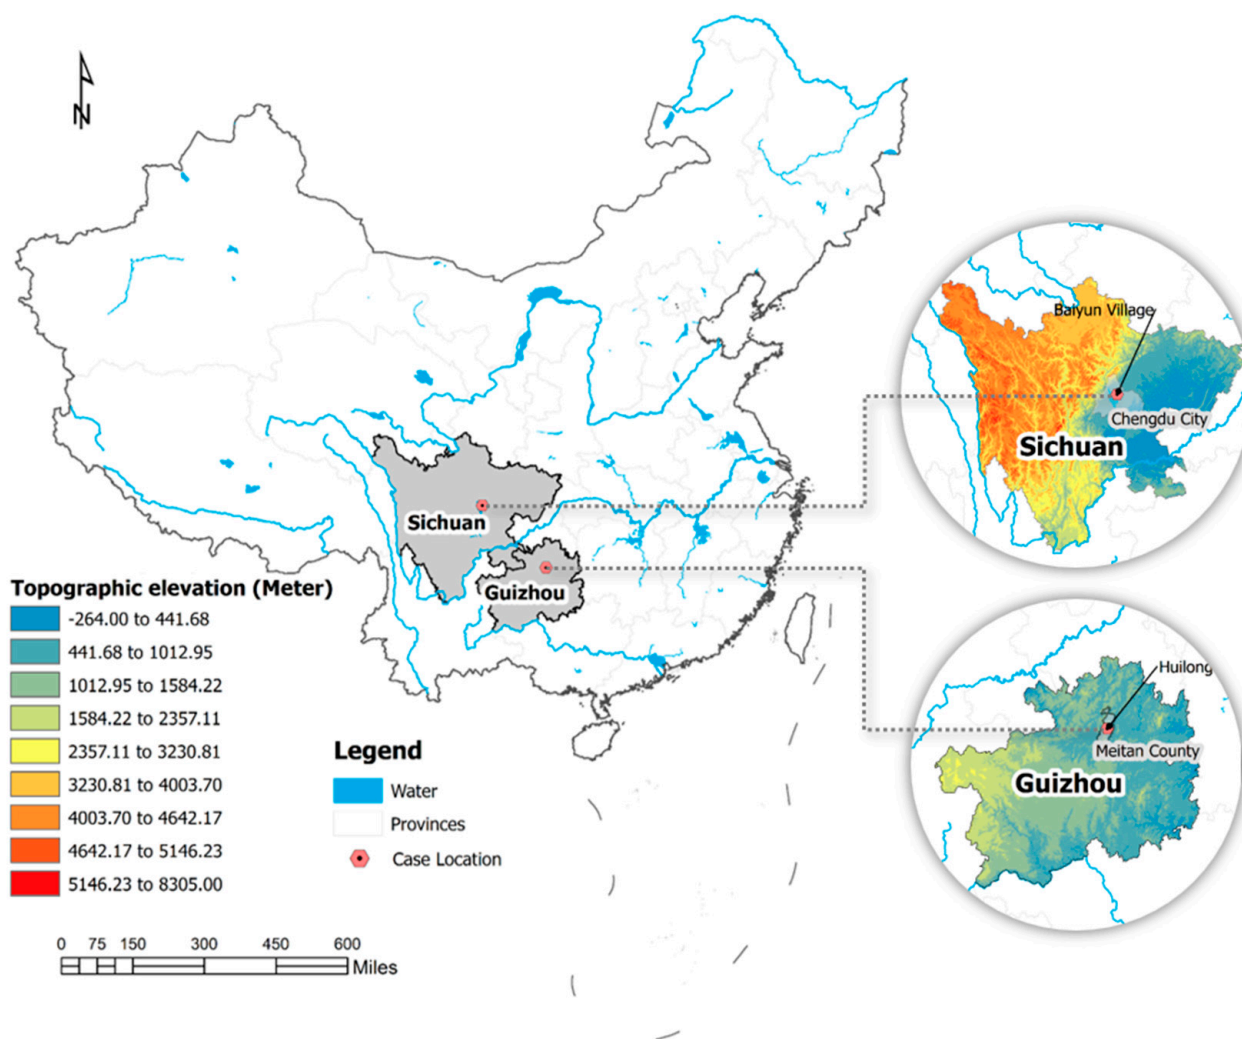 N
Baiyun Village
Chengdu City
Sichuan
Sichuan
Guizhou
Huilong
Meitan County
Guizhou
Topographic elevation (Meter)
-264.00 to 441.68
441.68 to 1012.95
1012.95 to 1584.22
1584.22 to 2357.11
2357.11 to 3230.81
3230.81 to 4003.70
4003.70 to 4642.17
4642.17 to 5146.23
5146.23 to 8305.00
Legend
Water
Provinces
Case Location
0 75 150 300 450 600
Miles